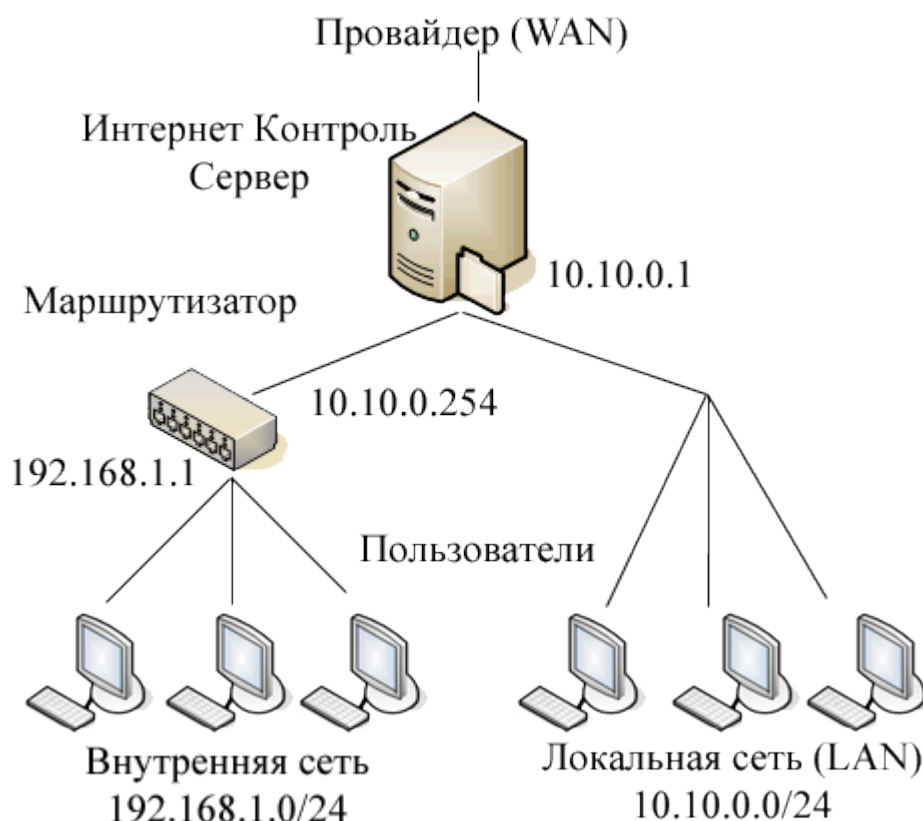 Провайдер (WAN)
Интернет Контроль
Сервер
10.10.0.1
Маршрутизатор
10.10.0.254
192.168.1.1
Пользователи
Внутренняя сеть
192.168.1.0/24
Локальная сеть (LAN)
10.10.0.0/24